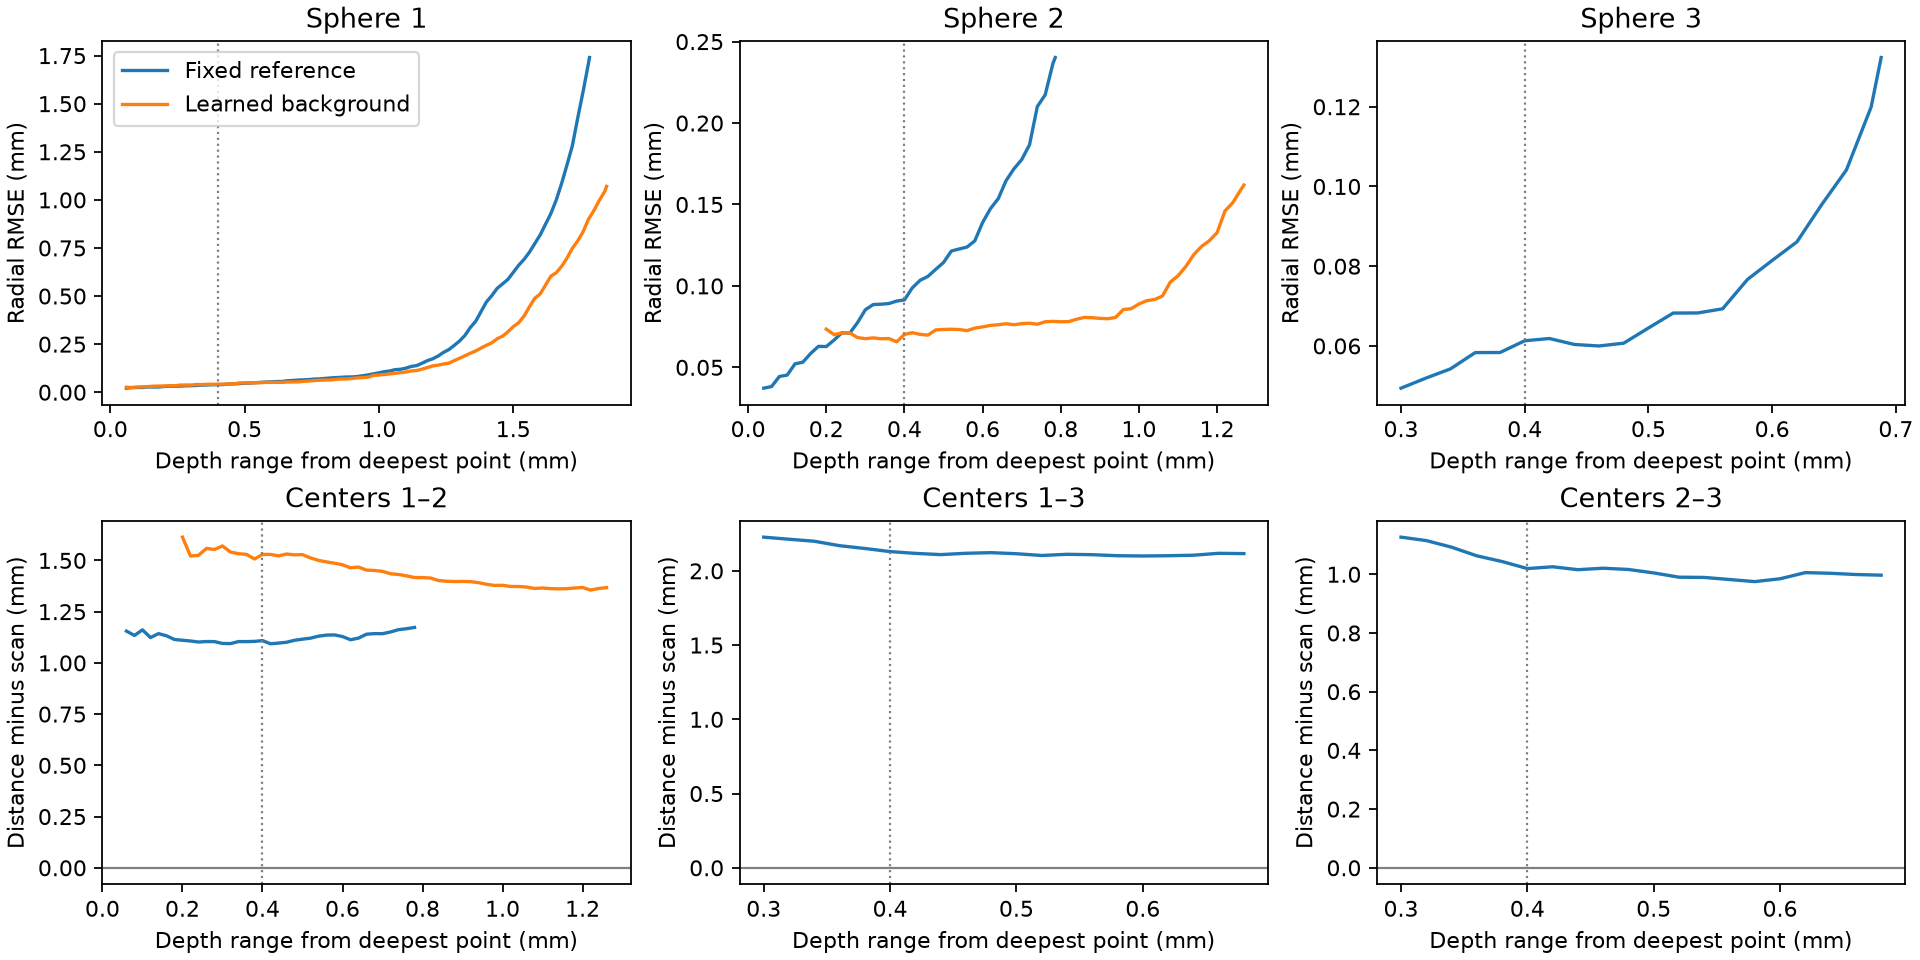 Sphere 1
Radial RMSE (mm)
1.75
1.50
1.25
1.00
0.75
0.50
0.25
0.00
Fixed reference
Learned background
0.0 0.5 1.0 1.5
Depth range from deepest point (mm)
Sphere 2
Radial RMSE (mm)
0.25
0.20
0.15
0.10
0.05
0.0 0.2 0.4 0.6 0.8 1.0 1.2
Depth range from deepest point (mm)
Sphere 3
Radial RMSE (mm)
0.12
0.10
0.08
0.06
0.3 0.4 0.5 0.6 0.7
Depth range from deepest point (mm)
Centers 1–2
Distance minus scan (mm)
1.50
1.25
1.00
0.75
0.50
0.25
0.00
0.0 0.2 0.4 0.6 0.8 1.0 1.2
Depth range from deepest point (mm)
Centers 1–3
Distance minus scan (mm)
2.0
1.5
1.0
0.5
0.0
0.3 0.4 0.5 0.6
Depth range from deepest point (mm)
Centers 2–3
Distance minus scan (mm)
1.0
0.8
0.6
0.4
0.2
0.0
0.3 0.4 0.5 0.6
Depth range from deepest point (mm)